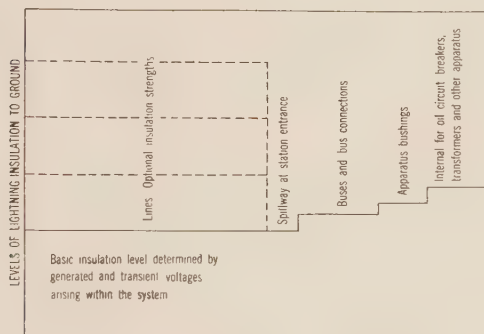 LEVELS OF LIGHTNING INSULATION TO GROUND
Lines Optional insulation strengths
Spillway at station entrance
Buses and bus connections
Apparatus bushings
Internal for oil circuit breakers,
transformers and other apparatus
Basic insulation level determined by
generated and transient voltages
arising within the system